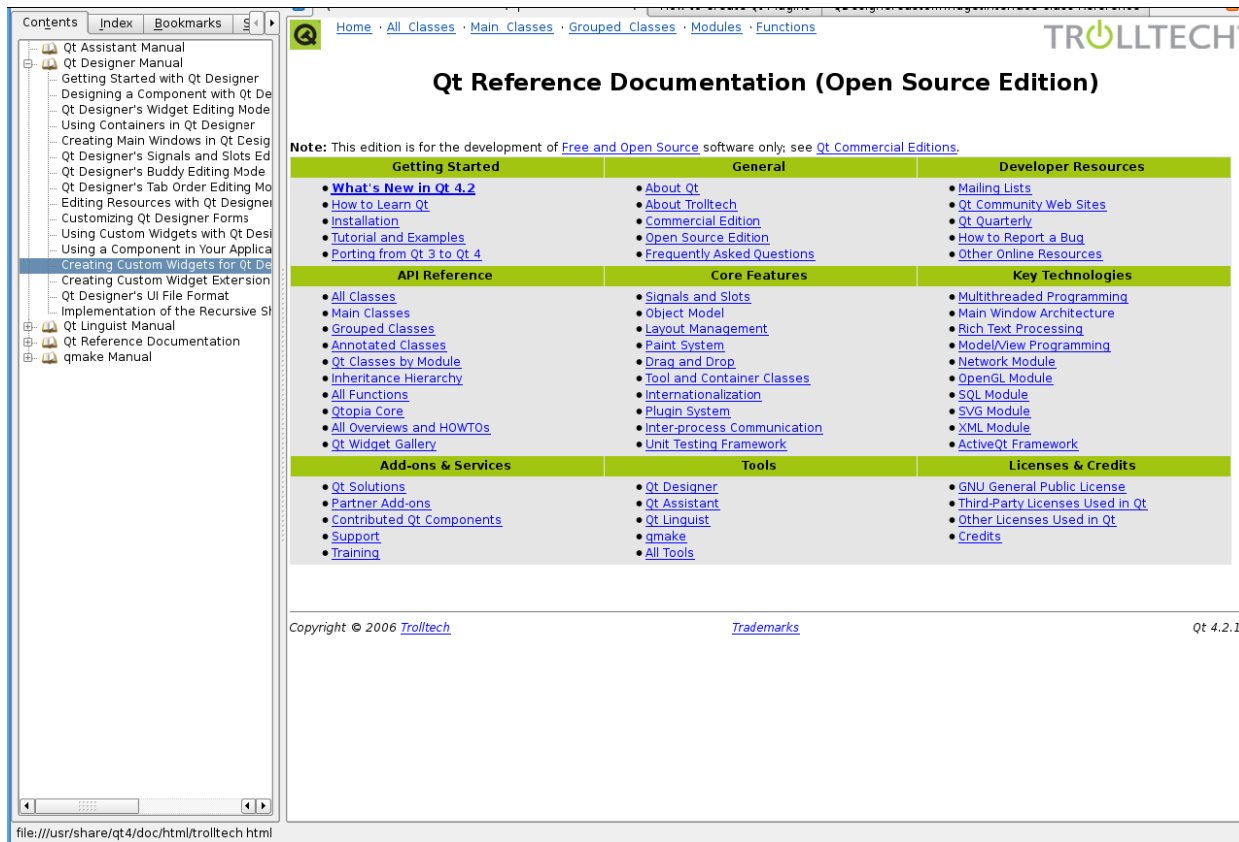 Contents Index Bookmarks S
Qt Assistant Manual
Qt Designer Manual
Getting Started with Qt Designer
Designing a Component with Qt De
Qt Designer's Widget Editing Mode
Using Containers in Qt Designer
Creating Main Windows in Qt Desig
Qt Designer's Signals and Slots Ed
Qt Designer's Buddy Editing Mode
Qt Designer's Tab Order Editing Mo
Editing Resources with Qt Designer
Customizing Qt Designer Forms
Using Custom Widgets with Qt Desi
Using a Component in Your Applica
Creating Custom Widgets for Qt De
Creating Custom Widget Extension
Qt Designer's UI File Format
Implementation of the Recursive Sh
Qt Linguist Manual
Qt Reference Documentation
qmake Manual
How to Create Qt Plugins QDesignerCustomWidgetInterface Class Reference
Home · All Classes · Main Classes · Grouped Classes · Modules · Functions
TROLLTECH
Qt Reference Documentation (Open Source Edition)
Note: This edition is for the development of Free and Open Source software only; see Qt Commercial Editions.
Getting Started
• What's New in Qt 4.2
• How to Learn Qt
• Installation
• Tutorial and Examples
• Porting from Qt 3 to Qt 4
General
• About Qt
• About Trolltech
• Commercial Edition
• Open Source Edition
• Frequently Asked Questions
Developer Resources
• Mailing Lists
• Qt Community Web Sites
• Qt Quarterly
• How to Report a Bug
• Other Online Resources
API Reference
• All Classes
• Main Classes
• Grouped Classes
• Annotated Classes
• Qt Classes by Module
• Inheritance Hierarchy
• All Functions
• Qtopia Core
• All Overviews and HOWTOs
• Qt Widget Gallery
Core Features
• Signals and Slots
• Object Model
• Layout Management
• Paint System
• Drag and Drop
• Tool and Container Classes
• Internationalization
• Plugin System
• Inter-process Communication
• Unit Testing Framework
Key Technologies
• Multithreaded Programming
• Main Window Architecture
• Rich Text Processing
• Model/View Programming
• Network Module
• OpenGL Module
• SQL Module
• SVG Module
• XML Module
• ActiveQt Framework
Add-ons & Services
• Qt Solutions
• Partner Add-ons
• Contributed Qt Components
• Support
• Training
Tools
• Qt Designer
• Qt Assistant
• Qt Linguist
• qmake
• All Tools
Licenses & Credits
• GNU General Public License
• Third-Party Licenses Used in Qt
• Other Licenses Used in Qt
• Credits
Copyright © 2006 Trolltech Trademarks Qt 4.2.1
file:///usr/share/qt4/doc/html/trolltech html